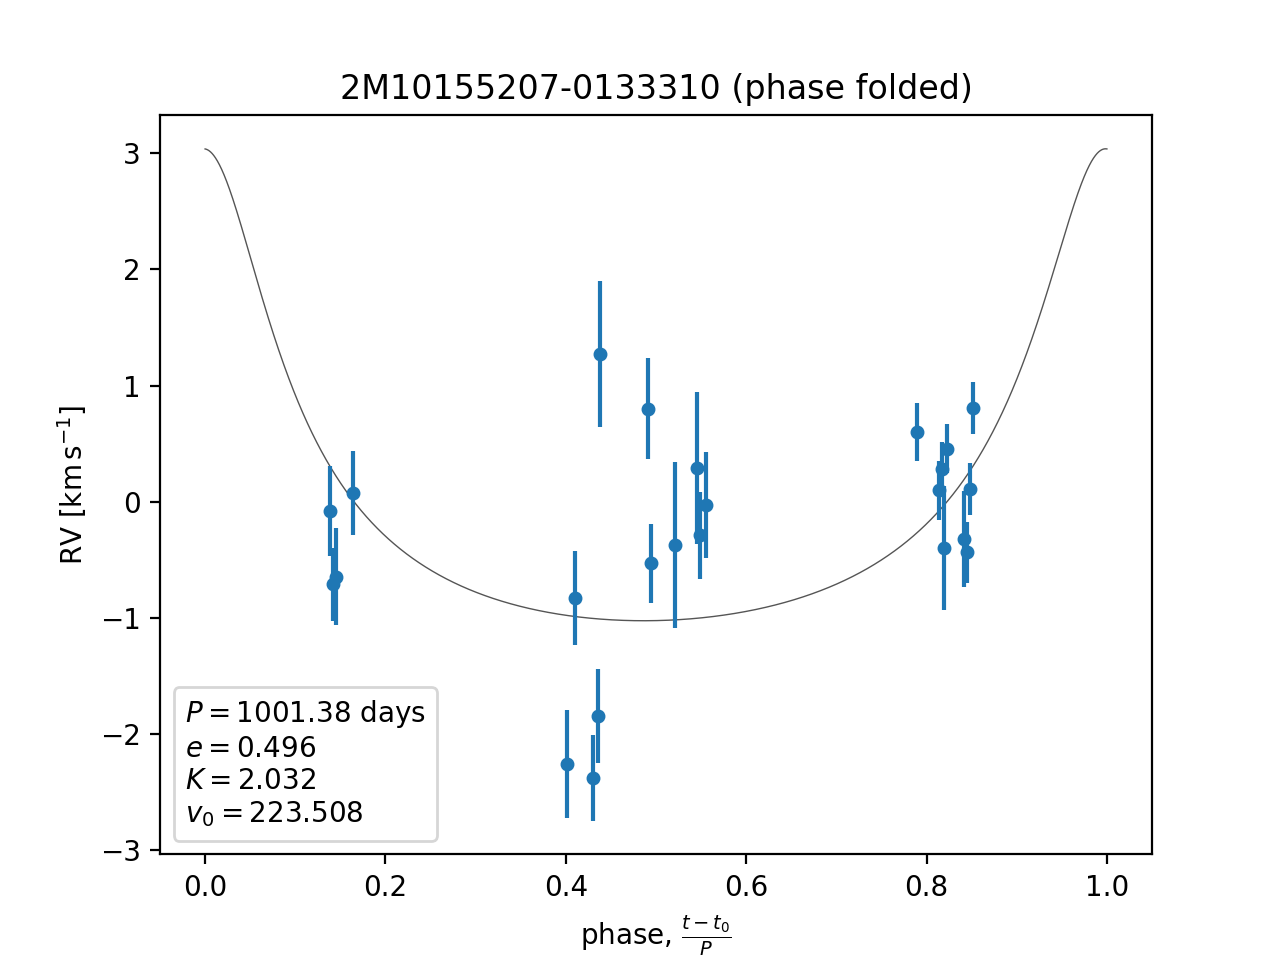 2M10155207-0133310 (phase folded)
3
2
1
0
−1
−2
−3
RV [km s⁻¹]
P = 1001.38 days
e = 0.496
K = 2.032
v₀ = 223.508
0.0 0.2 0.4 0.6 0.8 1.0
phase, (t − t₀)/P